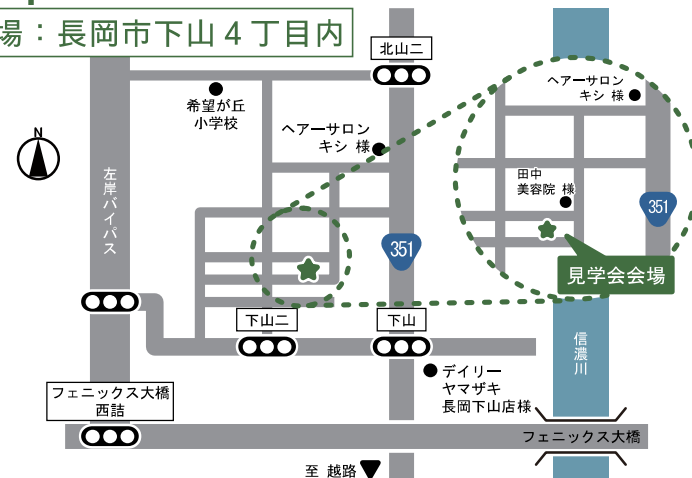 場：長岡市下山４丁目内
北山二
希望が丘
小学校
ヘアーサロン
キシ 様
N
左岸バイパス
351
ヘアーサロン
キシ 様
田中
美容院 様
351
見学会会場
下山二
下山
信濃川
デイリー
ヤマザキ
長岡下山店様
フェニックス大橋
西詰
フェニックス大橋
至 越路